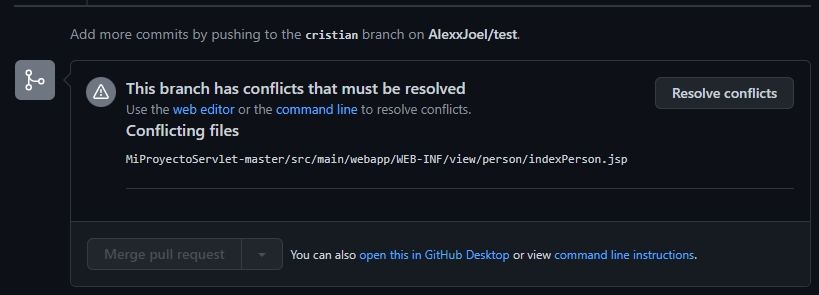 Add more commits by pushing to the cristian branch on AlexxJoel/test.
This branch has conflicts that must be resolved
Resolve conflicts
Use the web editor or the command line to resolve conflicts.
Conflicting files
MiProyectoServlet-master/src/main/webapp/WEB-INF/view/person/indexPerson.jsp
Merge pull request
You can also open this in GitHub Desktop or view command line instructions.